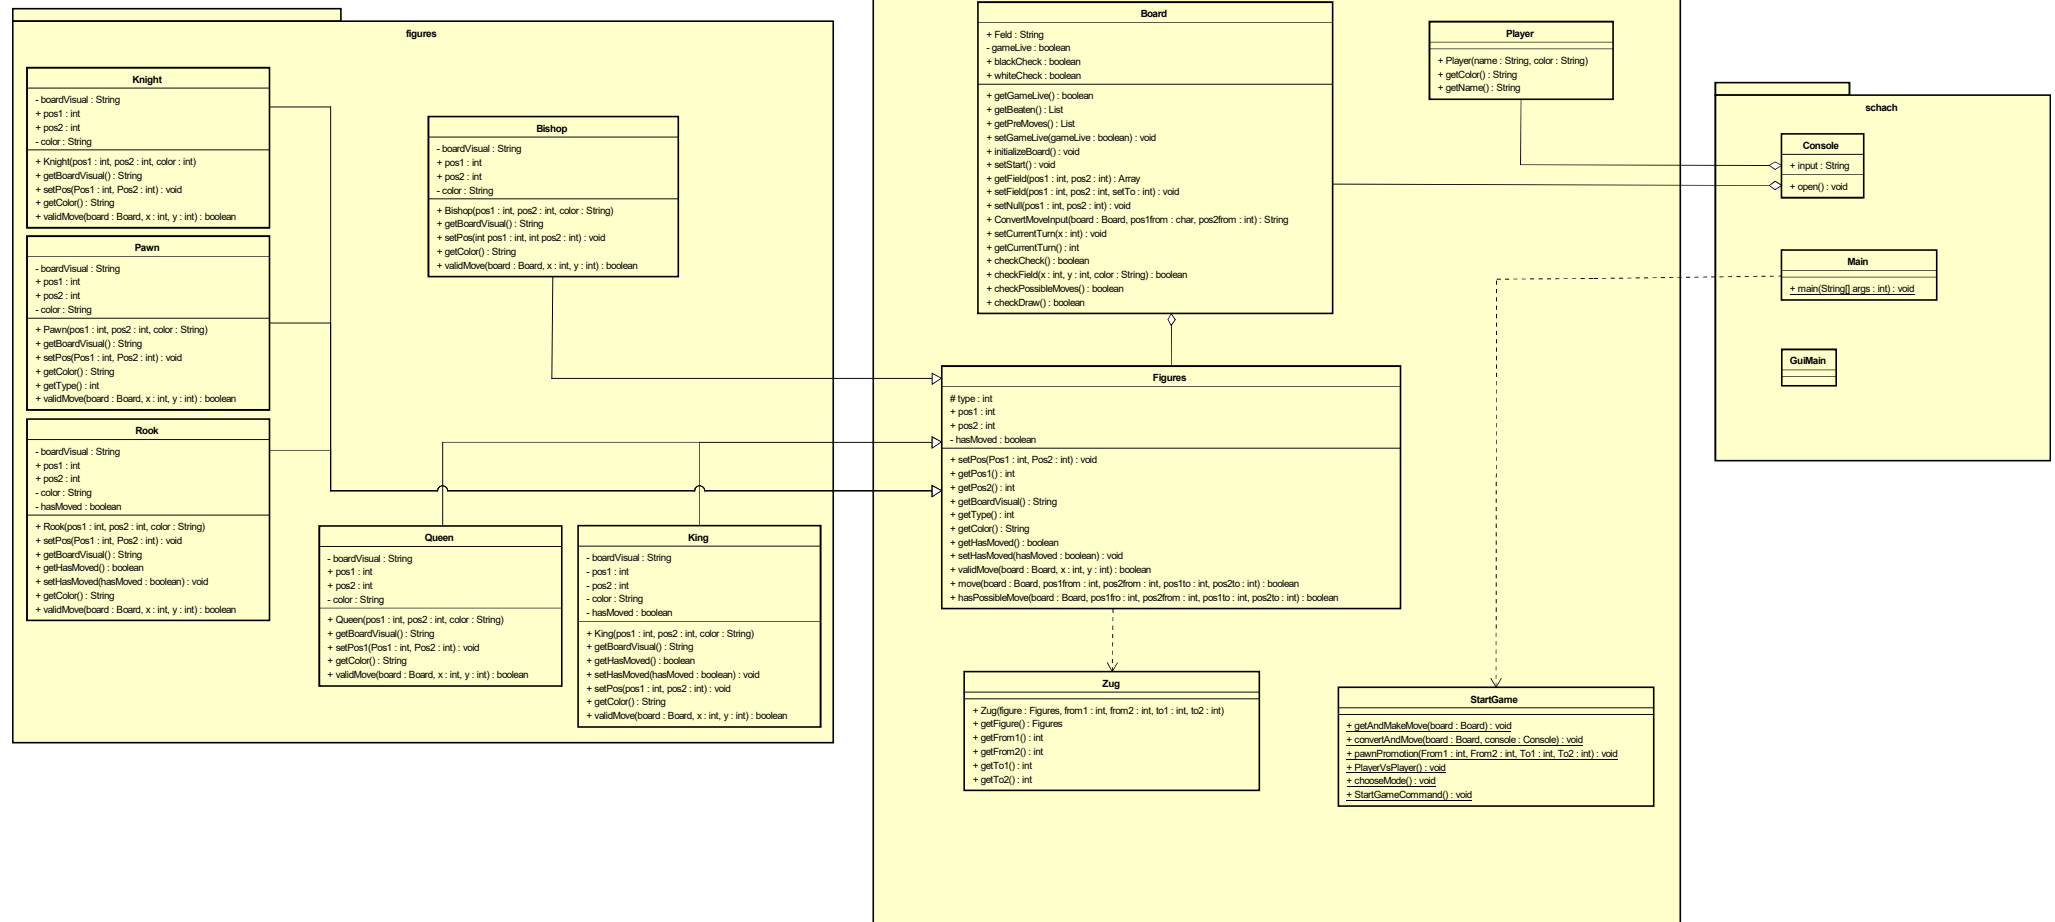 figures
Knight
- boardVisual : String
+ pos1 : int
+ pos2 : int
- color : String
+ Knight(pos1 : int, pos2 : int, color : int)
+ getBoardVisual() : String
+ setPos(Pos1 : int, Pos2 : int) : void
+ getColor() : String
+ validMove(board : Board, x : int, y : int) : boolean
Pawn
- boardVisual : String
+ pos1 : int
+ pos2 : int
- color : String
+ Pawn(pos1 : int, pos2 : int, color : String)
+ getBoardVisual() : String
+ setPos(Pos1 : int, Pos2 : int) : void
+ getColor() : String
+ getType() : int
+ validMove(board : Board, x : int, y : int) : boolean
Rook
- boardVisual : String
+ pos1 : int
+ pos2 : int
- color : String
- hasMoved : boolean
+ Rook(pos1 : int, pos2 : int, color : String)
+ setPos(Pos1 : int, Pos2 : int) : void
+ getBoardVisual() : String
+ getHasMoved() : boolean
+ setHasMoved(hasMoved : boolean) : void
+ getColor() : String
+ validMove(board : Board, x : int, y : int) : boolean
Bishop
- boardVisual : String
+ pos1 : int
+ pos2 : int
- color : String
+ Bishop(pos1 : int, pos2 : int, color : String)
+ getBoardVisual() : String
+ setPos(int pos1 : int, int pos2 : int) : void
+ getColor() : String
+ validMove(board : Board, x : int, y : int) : boolean
Queen
- boardVisual : String
+ pos1 : int
+ pos2 : int
- color : String
+ Queen(pos1 : int, pos2 : int, color : String)
+ getBoardVisual() : String
+ setPos1(Pos1 : int, Pos2 : int) : void
+ getColor() : String
+ validMove(board : Board, x : int, y : int) : boolean
King
- boardVisual : String
- pos1 : int
- pos2 : int
- color : String
- hasMoved : boolean
+ King(pos1 : int, pos2 : int, color : String)
+ getBoardVisual() : String
+ getHasMoved() : boolean
+ setHasMoved(hasMoved : boolean) : void
+ setPos(pos1 : int, pos2 : int) : void
+ getColor() : String
+ validMove(board : Board, x : int, y : int) : boolean
Board
+ Feld : String
- gameLive : boolean
+ blackCheck : boolean
+ whiteCheck : boolean
+ getGameLive() : boolean
+ getBeaten() : List
+ getPreMoves() : List
+ setGameLive(gameLive : boolean) : void
+ initializeBoard() : void
+ setStart() : void
+ getField(pos1 : int, pos2 : int) : Array
+ setField(pos1 : int, pos2 : int, setTo : int) : void
+ setNull(pos1 : int, pos2 : int) : void
+ ConvertMoveInput(board : Board, pos1from : char, pos2from : int) : String
+ setCurrentTurn(x : int) : void
+ getCurrentTurn() : int
+ checkCheck() : boolean
+ checkField(x : int, y : int, color : String) : boolean
+ checkPossibleMoves() : boolean
+ checkDraw() : boolean
Player
+ Player(name : String, color : String)
+ getColor() : String
+ getName() : String
Figures
# type : int
+ pos1 : int
+ pos2 : int
- hasMoved : boolean
+ setPos(Pos1 : int, Pos2 : int) : void
+ getPos1() : int
+ getPos2() : int
+ getBoardVisual() : String
+ getType() : int
+ getColor() : String
+ getHasMoved() : boolean
+ setHasMoved(hasMoved : boolean) : void
+ validMove(board : Board, x : int, y : int) : boolean
+ move(board : Board, pos1from : int, pos2from : int, pos1to : int, pos2to : int) : boolean
+ hasPossibleMove(board : Board, pos1fro : int, pos2from : int, pos1to : int, pos2to : int) : boolean
Zug
+ Zug(figure : Figures, from1 : int, from2 : int, to1 : int, to2 : int)
+ getFigure() : Figures
+ getFrom1() : int
+ getFrom2() : int
+ getTo1() : int
+ getTo2() : int
StartGame
+ getAndMakeMove(board : Board) : void
+ convertAndMove(board : Board, console : Console) : void
+ pawnPromotion(From1 : int, From2 : int, To1 : int, To2 : int) : void
+ PlayerVsPlayer() : void
+ chooseMode() : void
+ StartGameCommand() : void
schach
Console
+ input : String
+ open() : void
Main
+ main(String[] args : int) : void
GuiMain